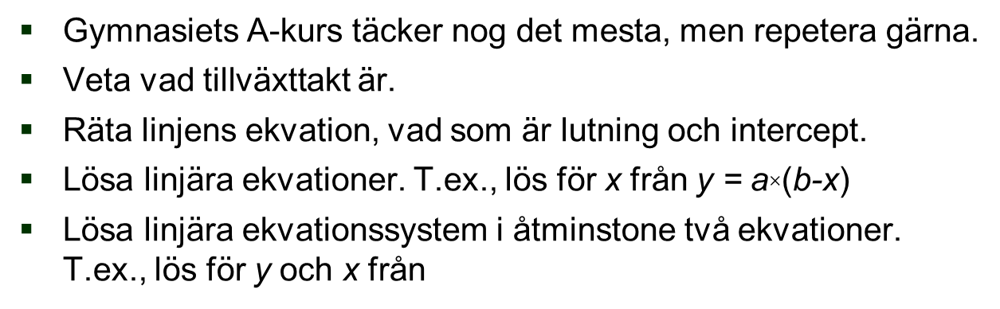 ▪ Gymnasiets A-kurs täcker nog det mesta, men repetera gärna.
▪ Veta vad tillväxttakt är.
▪ Räta linjens ekvation, vad som är lutning och intercept.
▪ Lösa linjära ekvationer. T.ex., lös för x från y = a×(b-x)
▪ Lösa linjära ekvationssystem i åtminstone två ekvationer.
T.ex., lös för y och x från